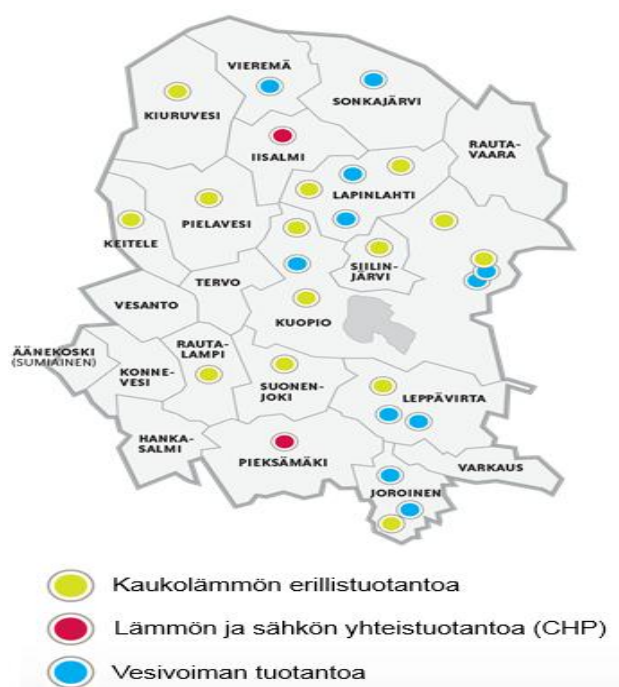 VIEREMÄ
KIURUVESI
SONKAJÄRVI
RAUTA-
VAARA
IISALMI
LAPINLAHTI
PIELAVESI
KEITELE
SIILIN-
JÄRVI
TERVO
VESANTO
KUOPIO
ÄÄNEKOSKI
(SUMIAINEN)
RAUTA-
LAMPI
KONNE-
VESI
SUONEN-
JOKI
LEPPÄVIRTA
HANKA-
SALMI
PIEKSÄMÄKI
VARKAUS
JOROINEN
Kaukolämmön erillistuotantoa
Lämmön ja sähkön yhteistuotantoa (CHP)
Vesivoiman tuotantoa